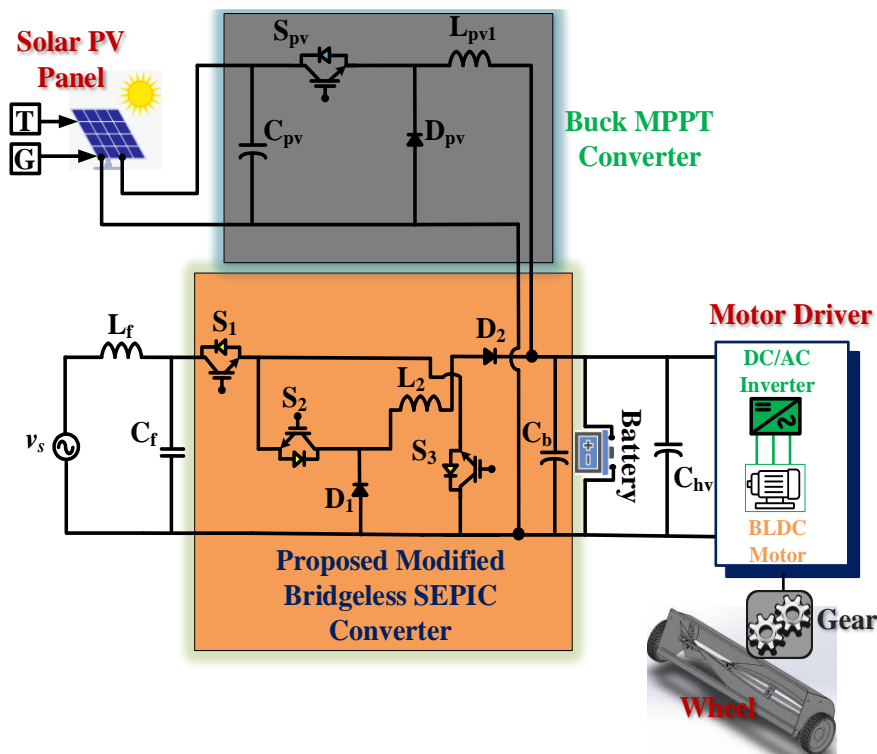 Solar PV
Panel
T
G
Spv
Lpv1
Cpv
Dpv
Buck MPPT
Converter
Lf
S1
D2
Motor Driver
DC/AC
Inverter
S2
L2
vs
Cf
S3
Cb
Battery
Chv
D1
BLDC
Motor
Proposed Modified
Bridgeless SEPIC
Converter
Gear
Wheel